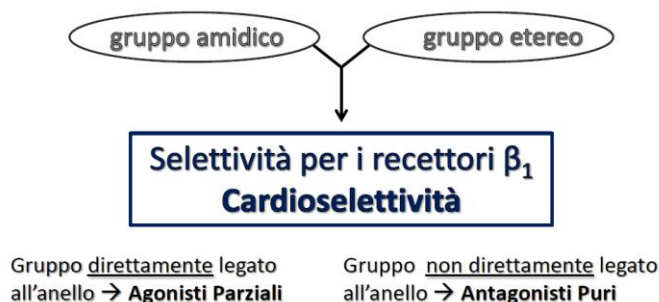 gruppo amidico
gruppo etereo
Selettività per i recettori β₁
Cardioselettività
Gruppo direttamente legato
all'anello → Agonisti Parziali
Gruppo non direttamente legato
all'anello → Antagonisti Puri